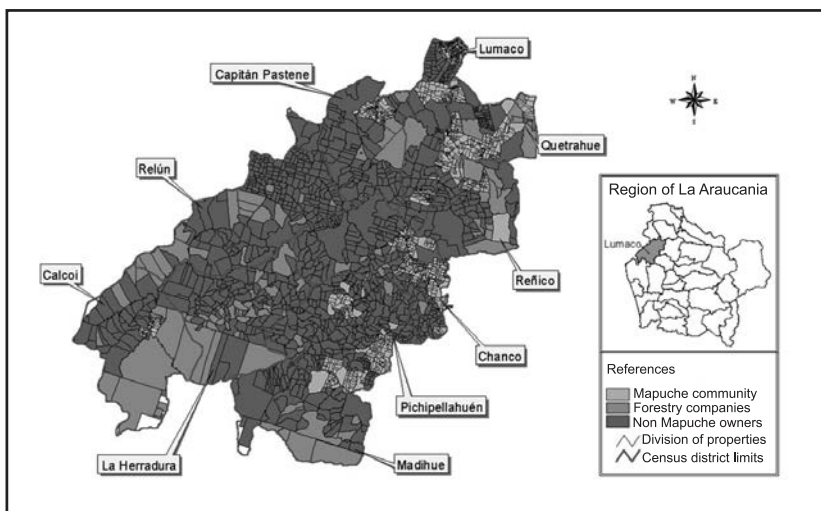 Lumaco
Capitán Pastene
N
W E
S
Quetrahue
Relún
Region of La Araucania
Lumaco
Reñico
Calcoi
Chanco
References
Mapuche community
Pichipellahuén
Forestry companies
Non Mapuche owners
Division of properties
La Herradura
Madihue
Census district limits